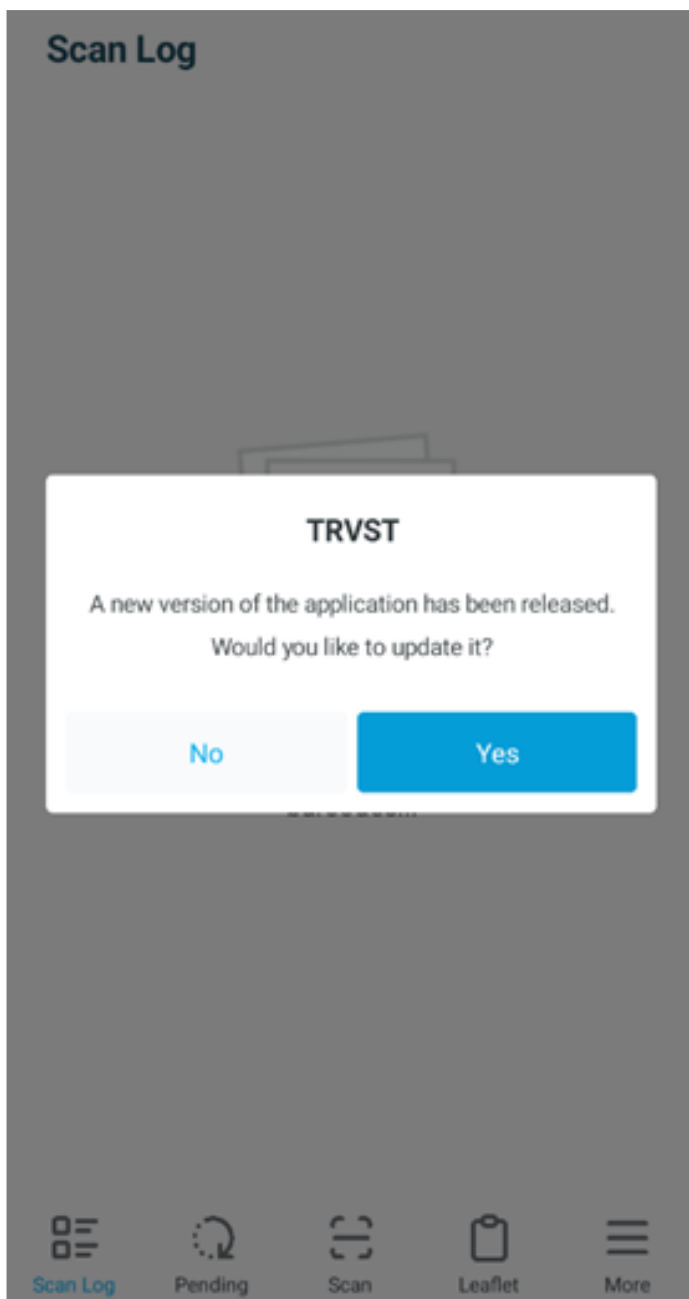 Scan Log
TRVST
A new version of the application has been released.
Would you like to update it?
No Yes
Scan Log Pending Scan Leaflet More